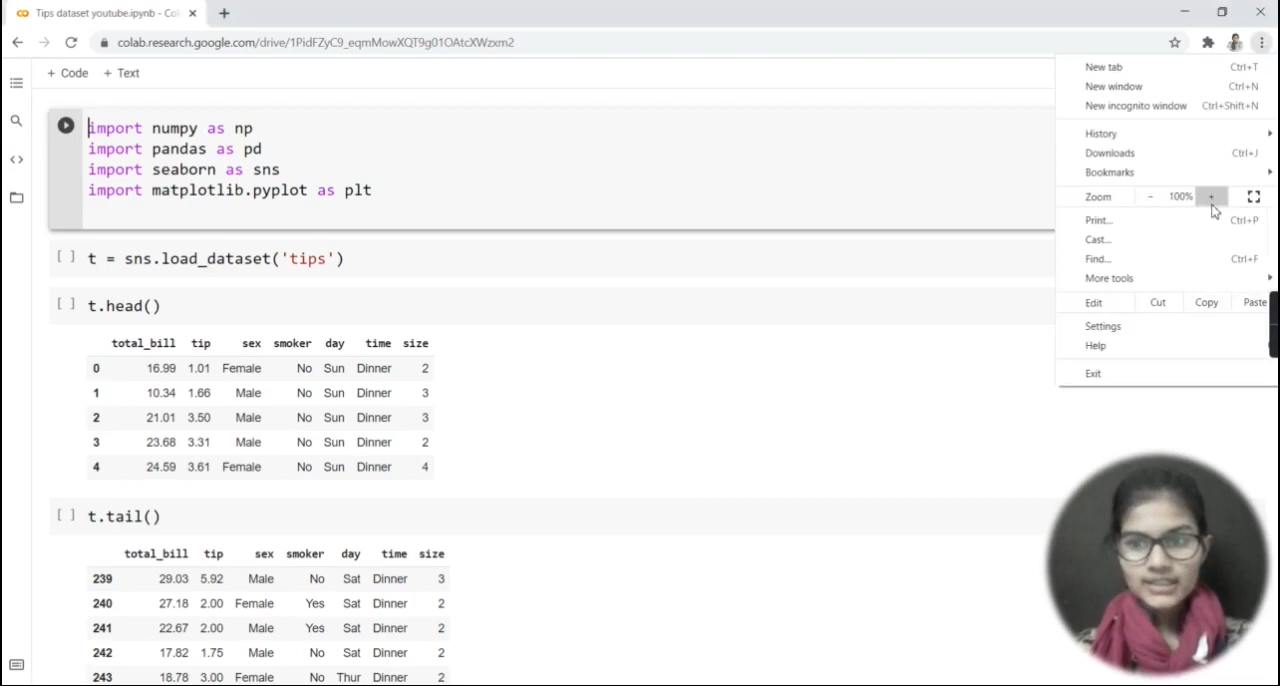 Tips dataset youtube.ipynb - Col
colab.research.google.com/drive/1PidFZyC9_eqmMowXQT9g01OAtcXWzxm2
+ Code + Text
import numpy as np
import pandas as pd
import seaborn as sns
import matplotlib.pyplot as plt
[ ] t = sns.load_dataset('tips')
[ ] t.head()
total_bill tip sex smoker day time size
0 16.99 1.01 Female No Sun Dinner 2
1 10.34 1.66 Male No Sun Dinner 3
2 21.01 3.50 Male No Sun Dinner 3
3 23.68 3.31 Male No Sun Dinner 2
4 24.59 3.61 Female No Sun Dinner 4
[ ] t.tail()
total_bill tip sex smoker day time size
239 29.03 5.92 Male No Sat Dinner 3
240 27.18 2.00 Female Yes Sat Dinner 2
241 22.67 2.00 Male Yes Sat Dinner 2
242 17.82 1.75 Male No Sat Dinner 2
243 18.78 3.00 Female No Thur Dinner 2
New tab Ctrl+T
New window Ctrl+N
New incognito window Ctrl+Shift+N
History
Downloads Ctrl+J
Bookmarks
Zoom - 100% +
Print... Ctrl+P
Cast...
Find... Ctrl+F
More tools
Edit Cut Copy Paste
Settings
Help
Exit